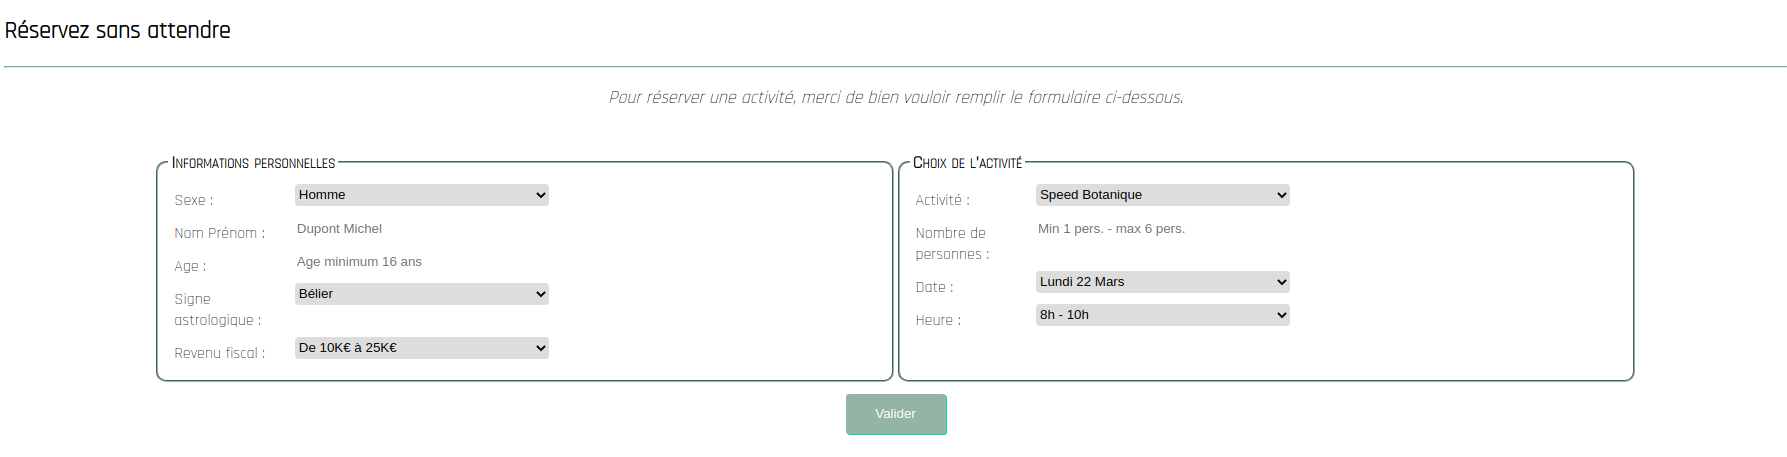 Réservez sans attendre
Pour réserver une activité, merci de bien vouloir remplir le formulaire ci-dessous.
Informations personnelles
Sexe :
Homme
Nom Prénom :
Dupont Michel
Age :
Age minimum 16 ans
Signe
astrologique :
Bélier
Revenu fiscal :
De 10K€ à 25K€
Choix de l'activité
Activité :
Speed Botanique
Nombre de
personnes :
Min 1 pers. - max 6 pers.
Date :
Lundi 22 Mars
Heure :
8h - 10h
Valider